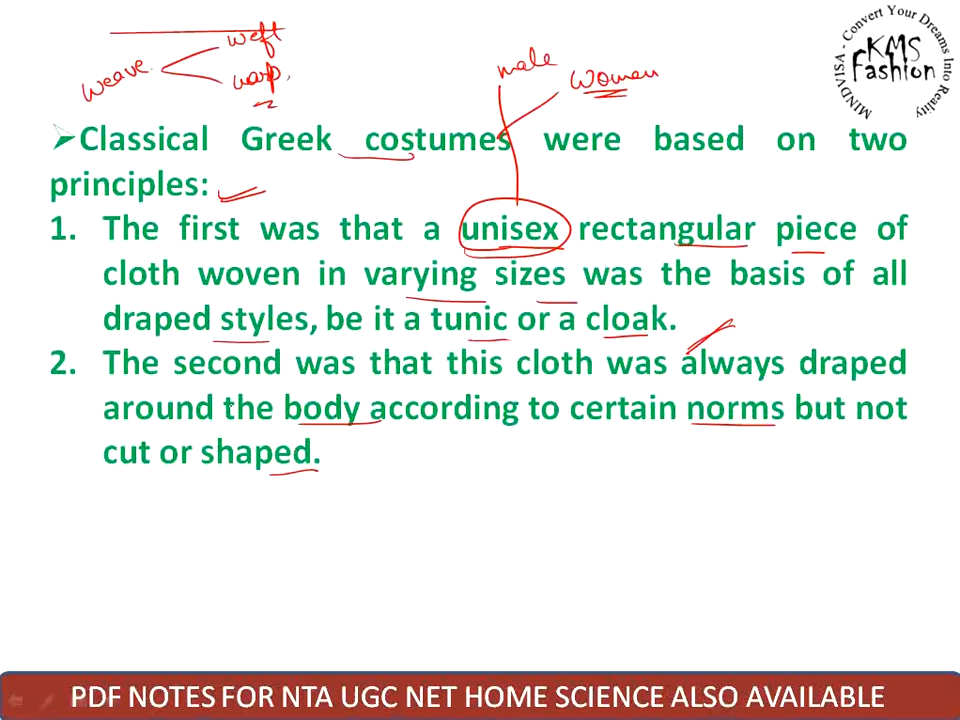 weft
weave
warp
male
women
MINDVISA - Convert Your Dreams Into Reality
KMS
Fashion
➢Classical Greek costumes were based on two
principles:
1. The first was that a unisex rectangular piece of
cloth woven in varying sizes was the basis of all
draped styles, be it a tunic or a cloak.
2. The second was that this cloth was always draped
around the body according to certain norms but not
cut or shaped.
PDF NOTES FOR NTA UGC NET HOME SCIENCE ALSO AVAILABLE